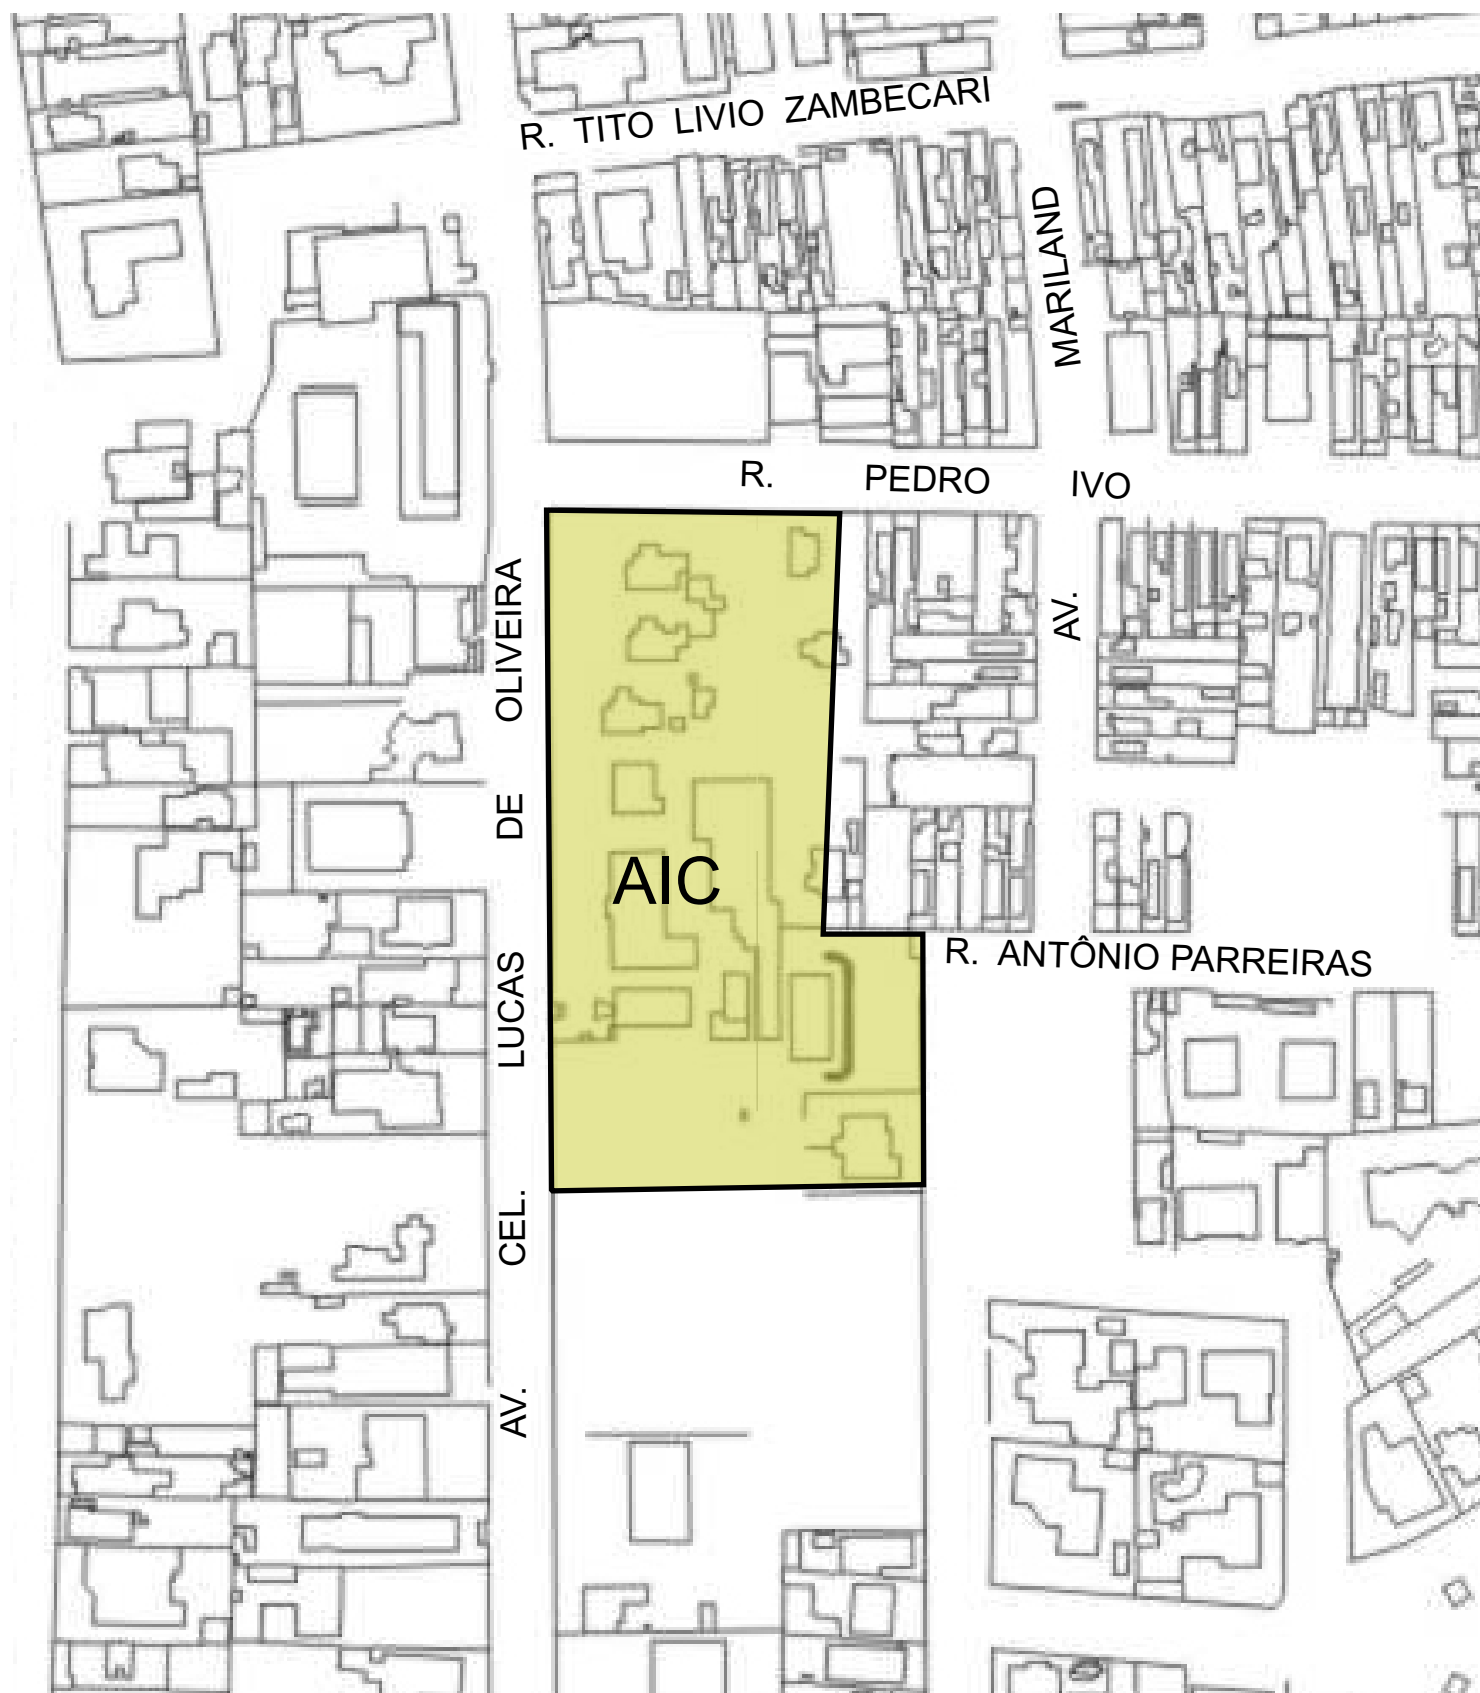 R. TITO LIVIO ZAMBECARI
AV. MARILAND
R. PEDRO IVO
AV. CEL. LUCAS DE OLIVEIRA
AIC
R. ANTÔNIO PARREIRAS